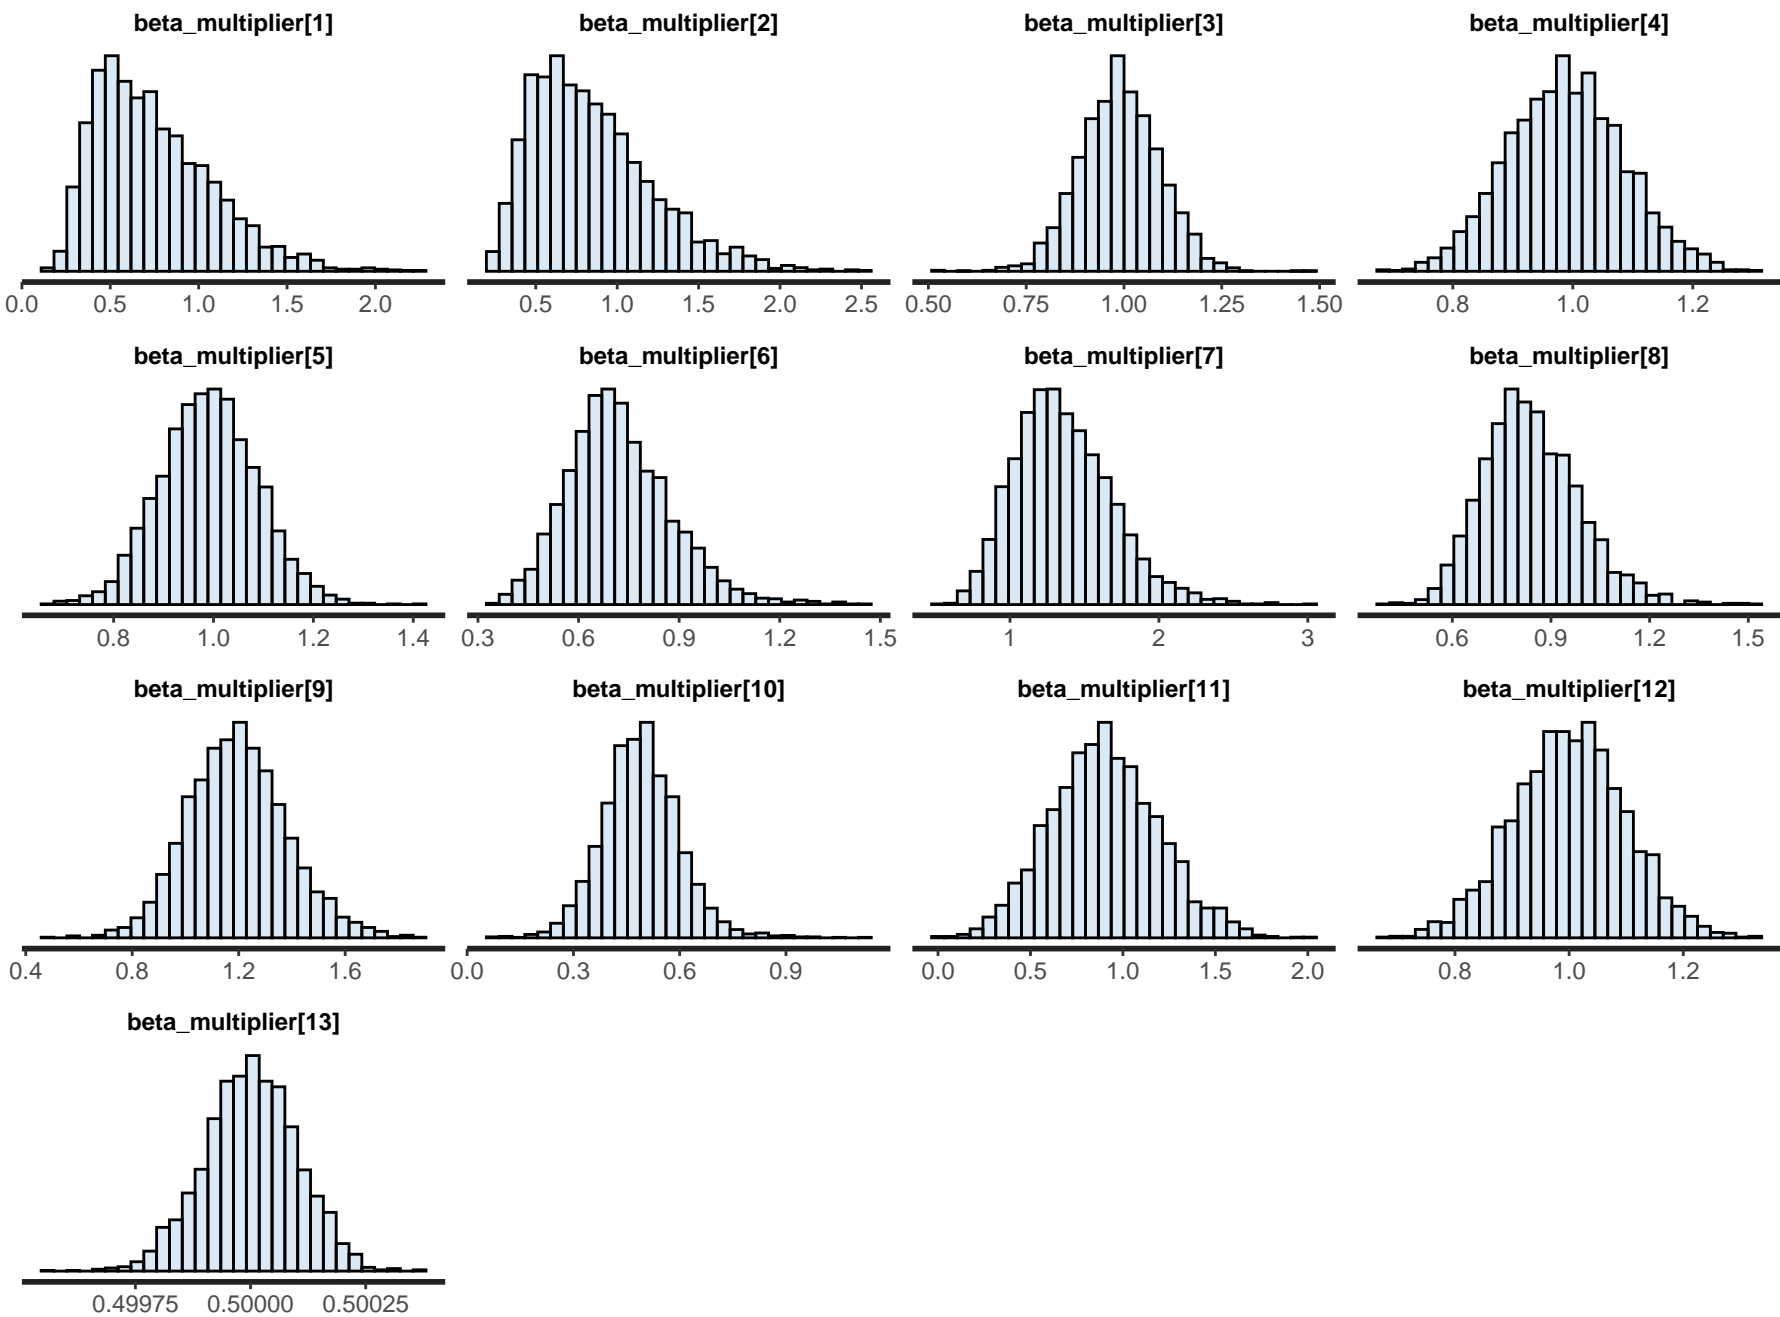 beta_multiplier[1] beta_multiplier[2] beta_multiplier[3] beta_multiplier[4]
0.0 0.5 1.0 1.5 2.0 0.5 1.0 1.5 2.0 2.5 0.50 0.75 1.00 1.25 1.50 0.8 1.0 1.2
beta_multiplier[5] beta_multiplier[6] beta_multiplier[7] beta_multiplier[8]
0.8 1.0 1.2 1.4 0.3 0.6 0.9 1.2 1.5 1 2 3 0.6 0.9 1.2 1.5
beta_multiplier[9] beta_multiplier[10] beta_multiplier[11] beta_multiplier[12]
0.4 0.8 1.2 1.6 0.0 0.3 0.6 0.9 0.0 0.5 1.0 1.5 2.0 0.8 1.0 1.2
beta_multiplier[13]
0.49975 0.50000 0.50025